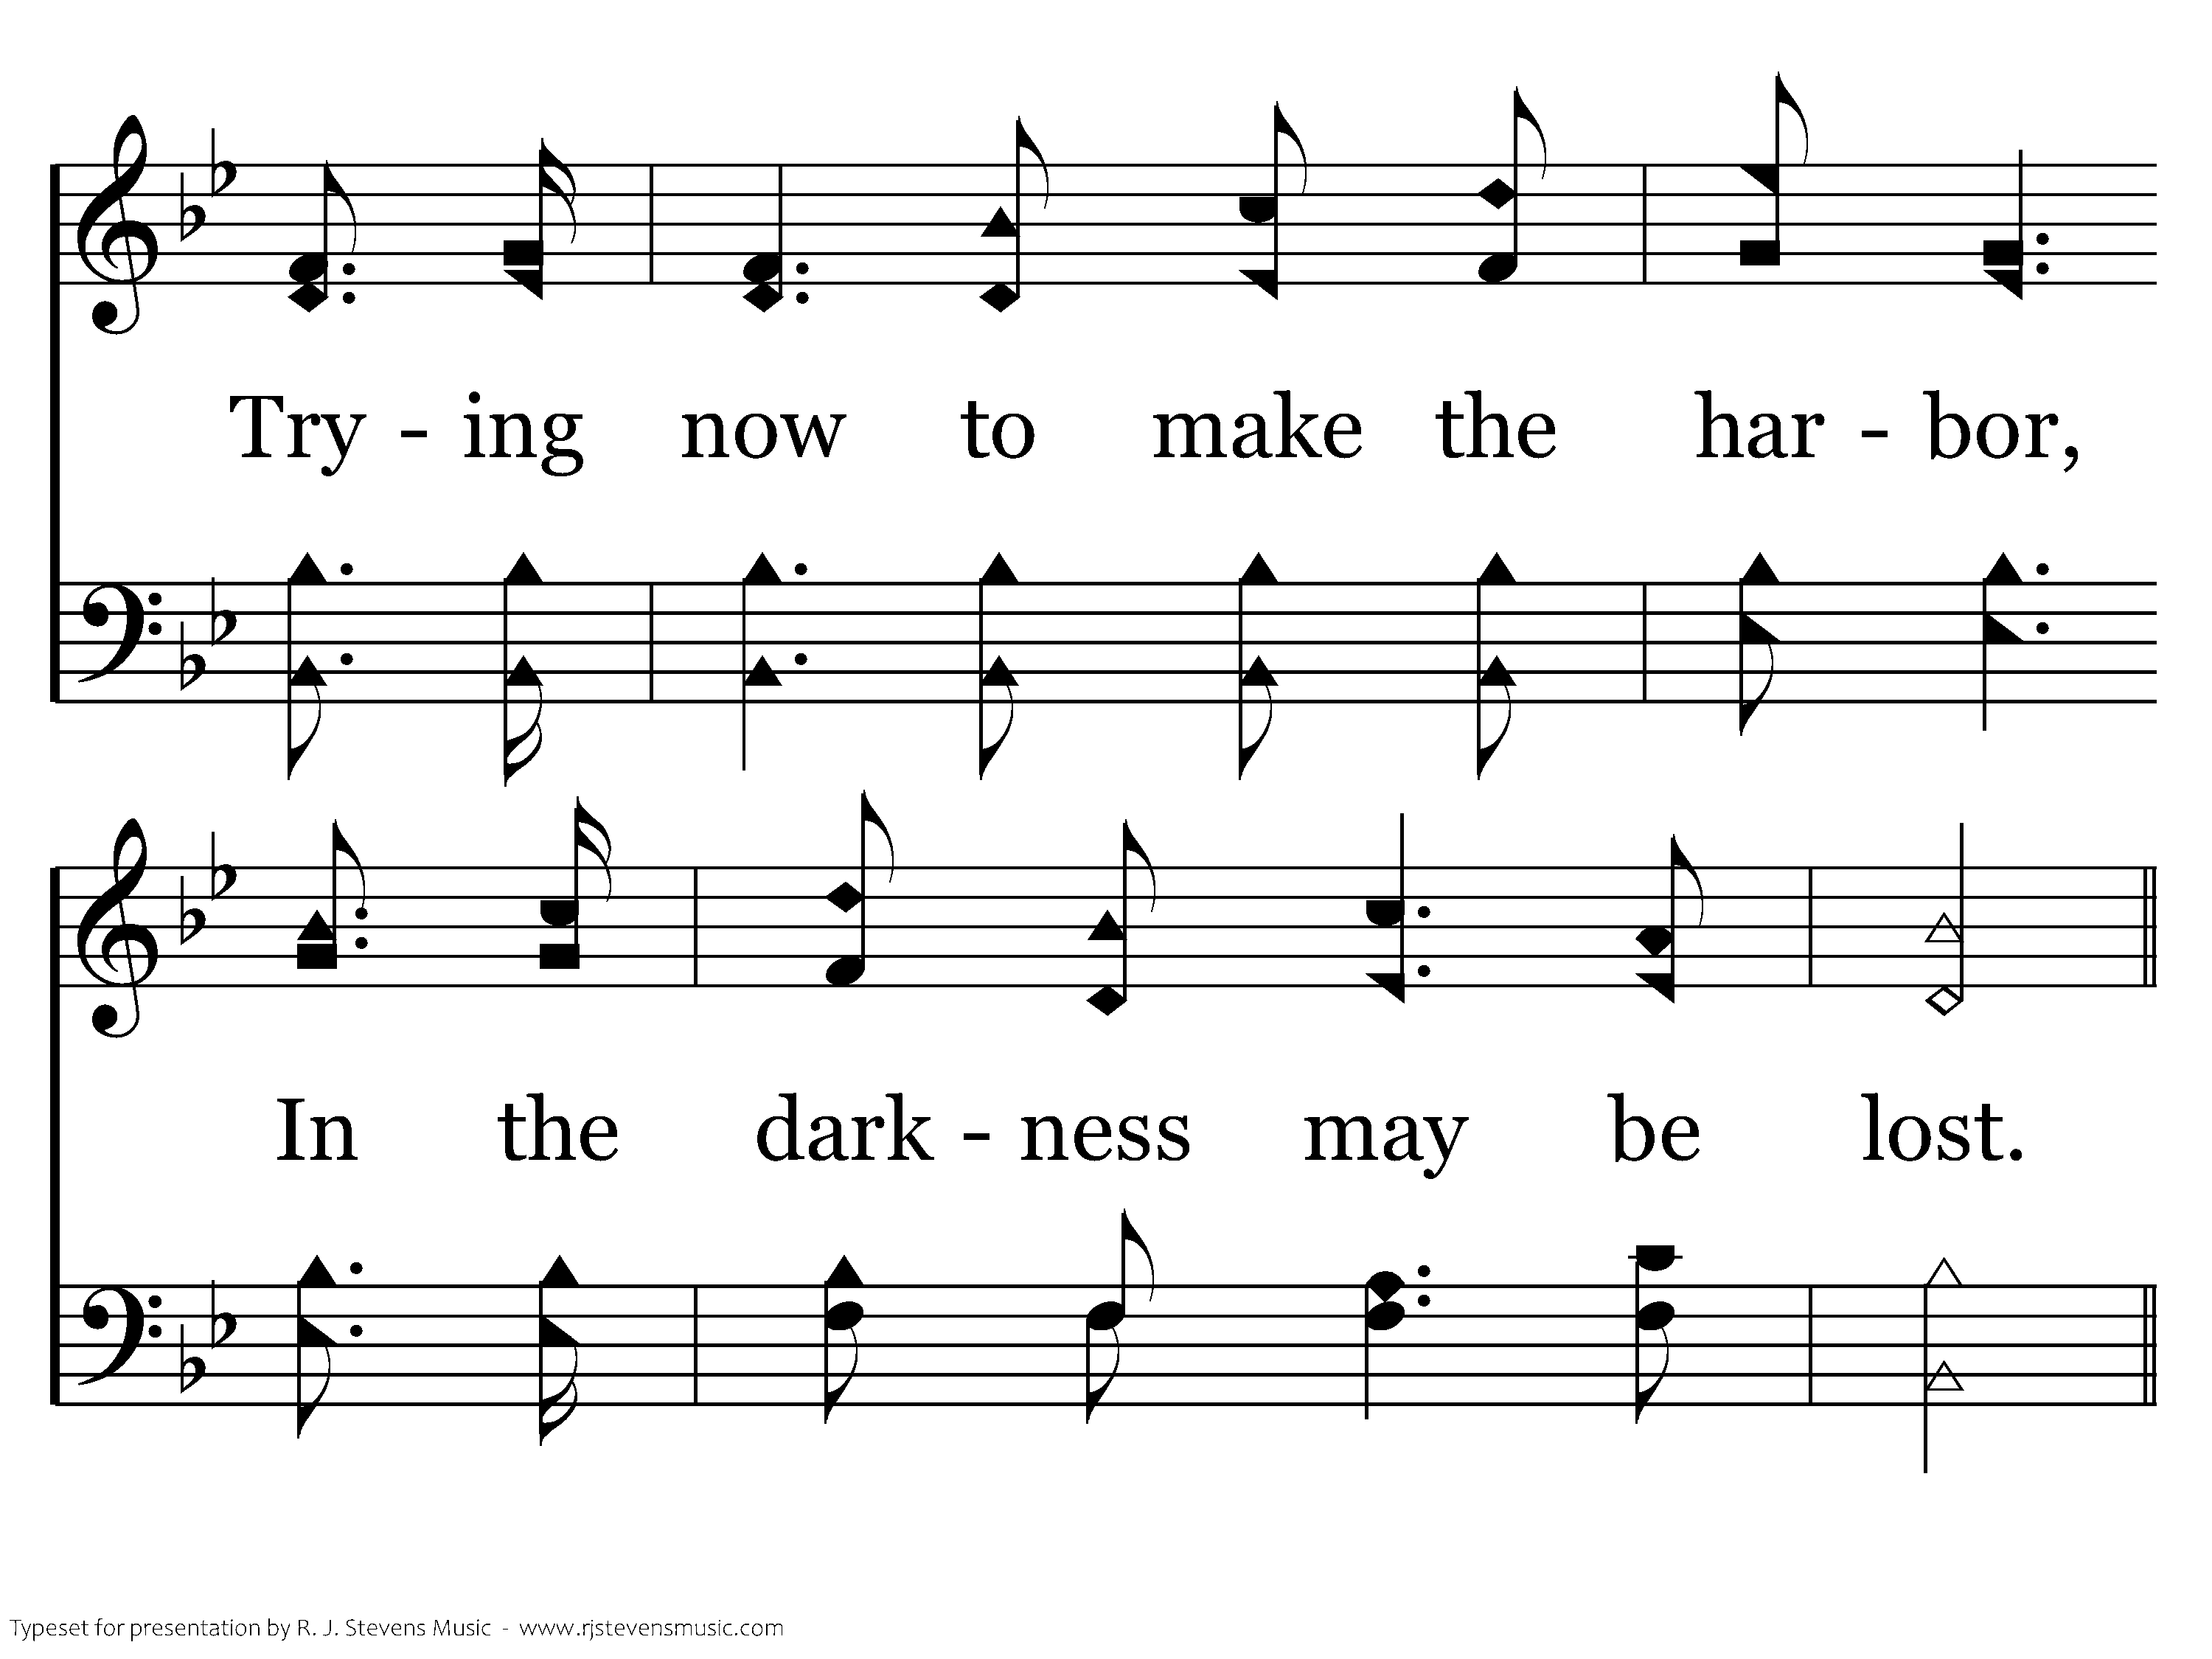 Try - ing now to make the har - bor,
In the dark - ness may be lost.
Typeset for presentation by R. J. Stevens Music - www.rjstevensmusic.com